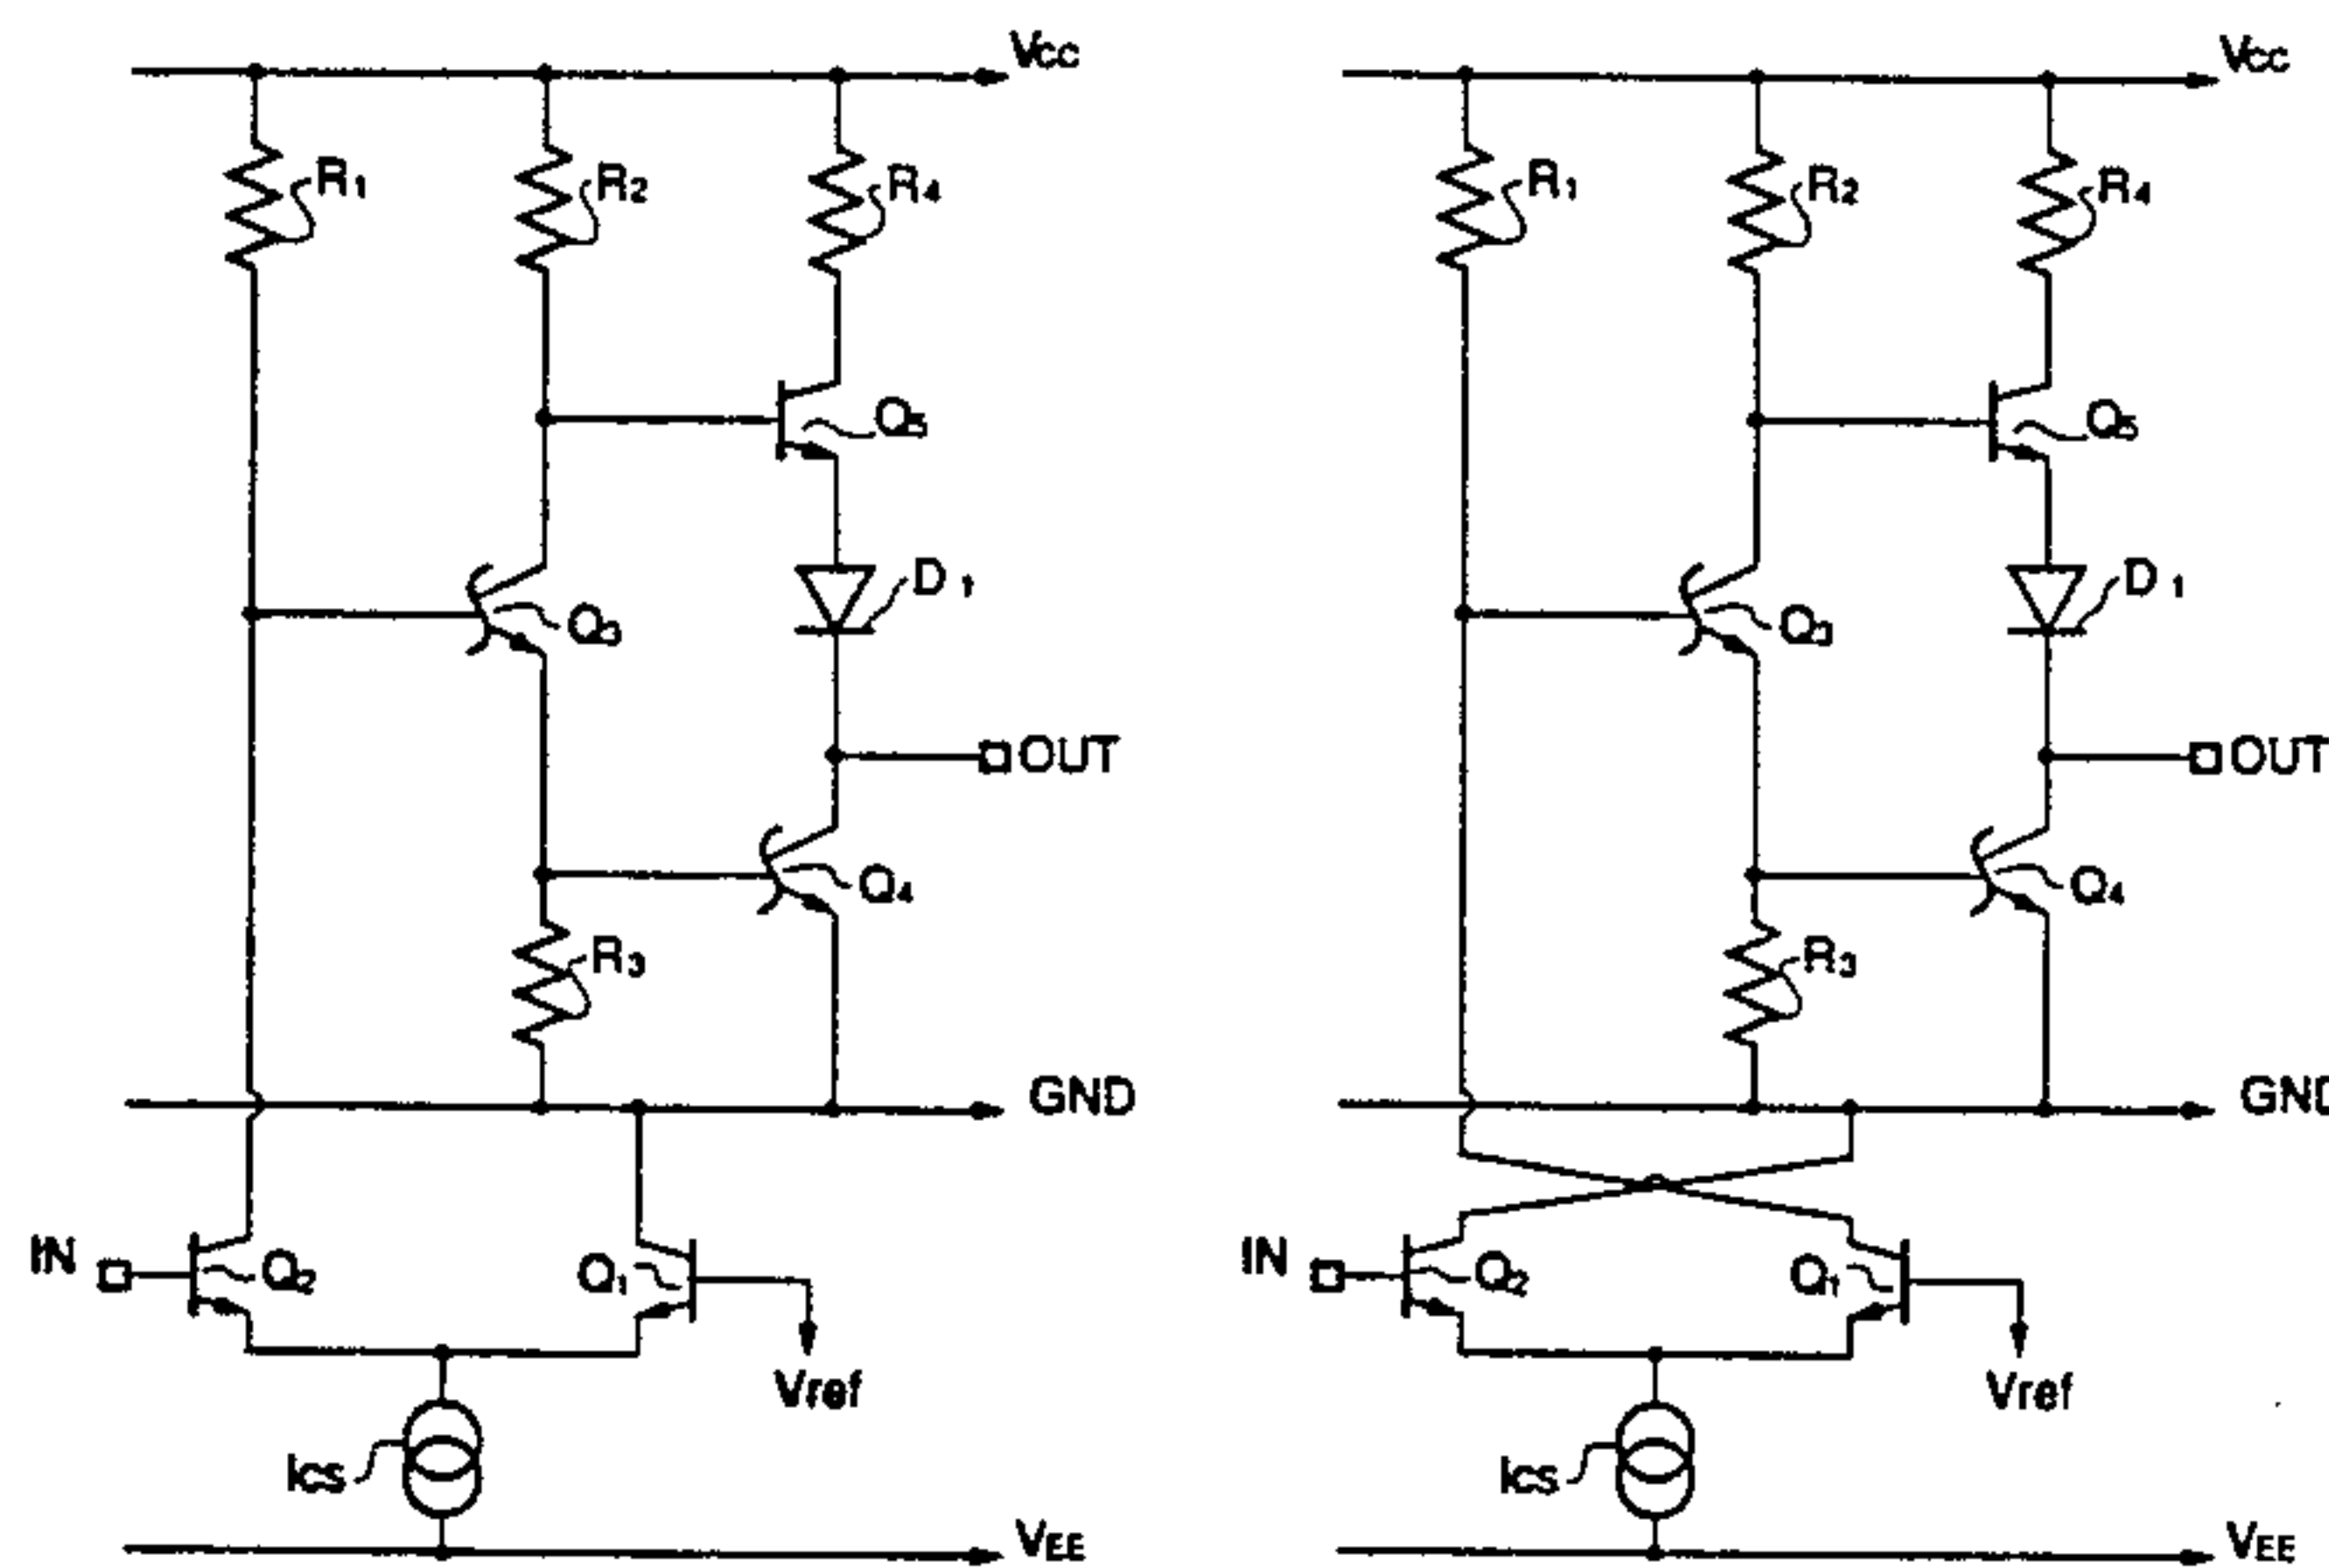 Vcc
R1
R2
R4
Q5
D1
Q3
OUT
Q4
R3
GND
IN
Q2
Q1
Vref
Ics
VEE
Vcc
R1
R2
R4
Q5
D1
Q3
OUT
Q4
R3
GND
IN
Q2
Q1
Vref
Ics
VEE